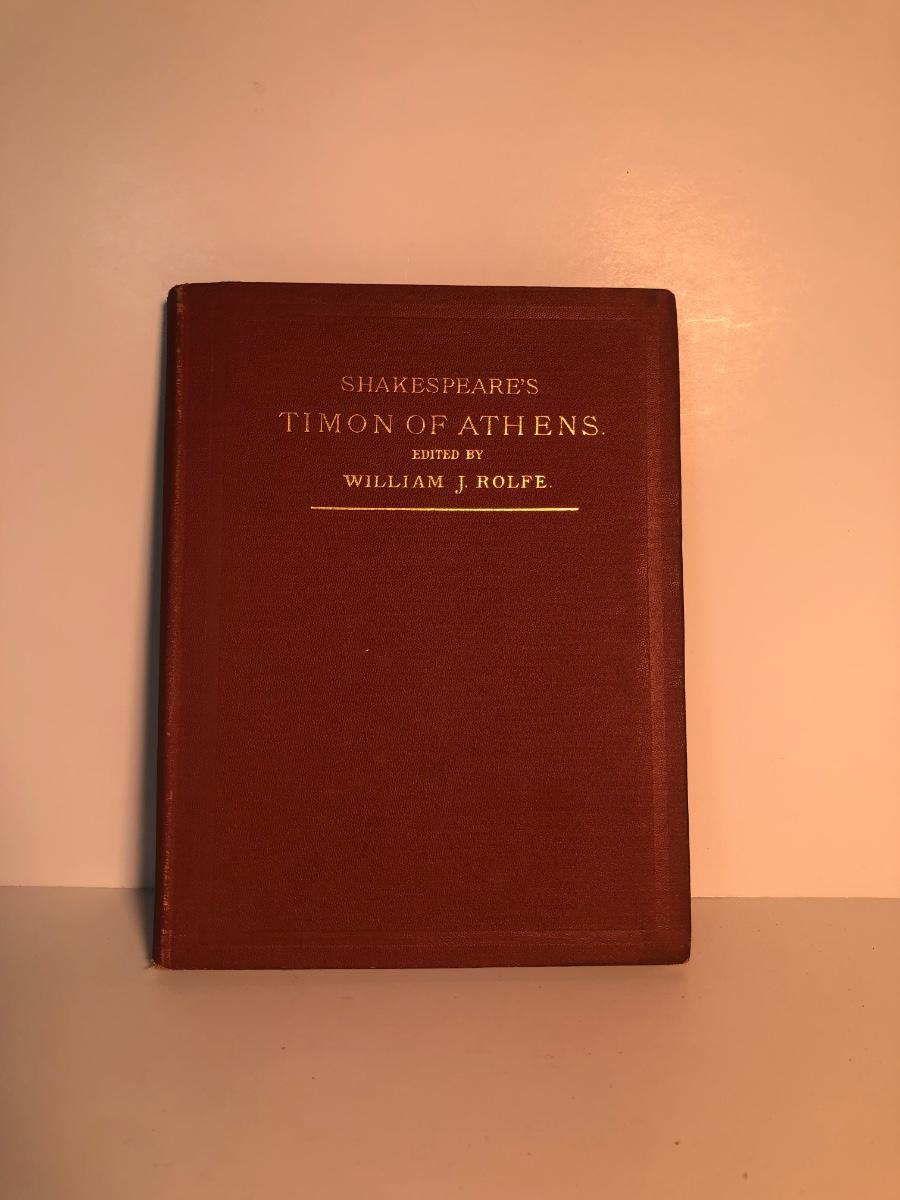 SHAKESPEARE'S
TIMON OF ATHENS.
EDITED BY
WILLIAM J. ROLFE.